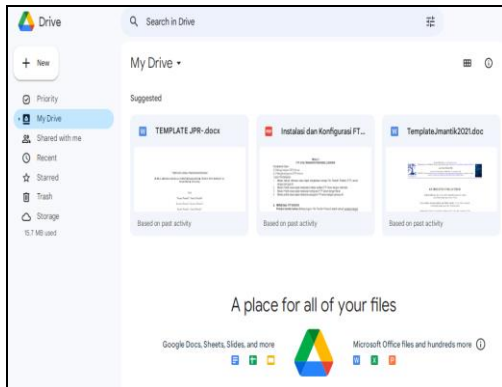 Drive
Search in Drive
New
My Drive
Priority
My Drive
Shared with me
Recent
Starred
Trash
Storage
15.7 MB used
Suggested
TEMPLATE JPR-.docx
Instalasi dan Konfigurasi FT...
TemplateJmantik2021.doc
Based on past activity
Based on past activity
Based on past activity
A place for all of your files
Google Docs, Sheets, Slides, and more
Microsoft Office files and hundreds more